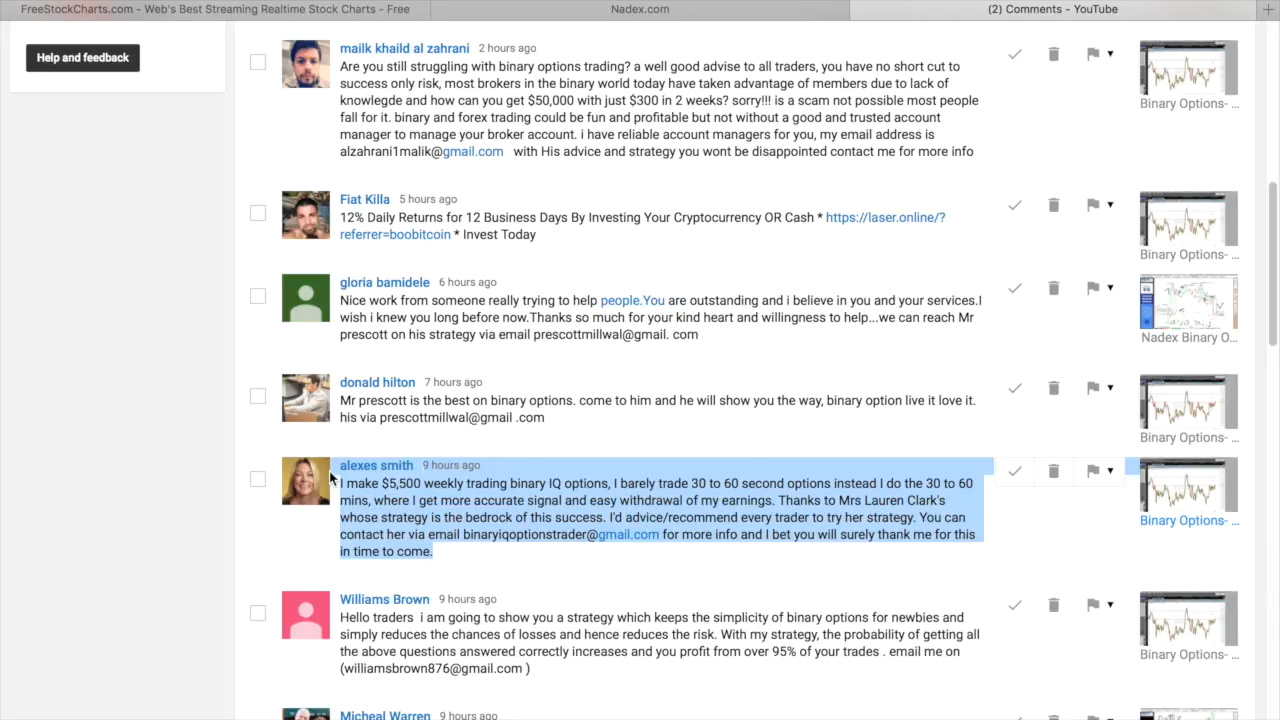 FreeStockCharts.com - Web's Best Streaming Realtime Stock Charts - Free
Nadex.com
(2) Comments - YouTube
Help and feedback
mailk khaild al zahrani 2 hours ago
Are you still struggling with binary options trading? a well good advise to all traders, you have no short cut to
success only risk, most brokers in the binary world today have taken advantage of members due to lack of
knowlegde and how can you get $50,000 with just $300 in 2 weeks? sorry!!! is a scam not possible most people
fall for it. binary and forex trading could be fun and profitable but not without a good and trusted account
manager to manage your broker account. i have reliable account managers for you, my email address is
alzahrani1malik@gmail.com with His advice and strategy you wont be disappointed contact me for more info
Binary Options- ...
Fiat Killa 5 hours ago
12% Daily Returns for 12 Business Days By Investing Your Cryptocurrency OR Cash * https://laser.online/?
referrer=boobitcoin * Invest Today
Binary Options- ...
gloria bamidele 6 hours ago
Nice work from someone really trying to help people.You are outstanding and i believe in you and your services.I
wish i knew you long before now.Thanks so much for your kind heart and willingness to help...we can reach Mr
prescott on his strategy via email prescottmillwal@gmail. com
Nadex Binary O...
donald hilton 7 hours ago
Mr prescott is the best on binary options. come to him and he will show you the way, binary option live it love it.
his via prescottmillwal@gmail .com
Binary Options- ...
alexes smith 9 hours ago
I make $5,500 weekly trading binary IQ options, I barely trade 30 to 60 second options instead I do the 30 to 60
mins, where I get more accurate signal and easy withdrawal of my earnings. Thanks to Mrs Lauren Clark's
whose strategy is the bedrock of this success. I'd advice/recommend every trader to try her strategy. You can
contact her via email binaryiqoptionstrader@gmail.com for more info and I bet you will surely thank me for this
in time to come.
Binary Options- ...
Williams Brown 9 hours ago
Hello traders i am going to show you a strategy which keeps the simplicity of binary options for newbies and
simply reduces the chances of losses and hence reduces the risk. With my strategy, the probability of getting all
the above questions answered correctly increases and you profit from over 95% of your trades . email me on
(williamsbrown876@gmail.com )
Binary Options- ...
Micheal Warren 9 hours ago